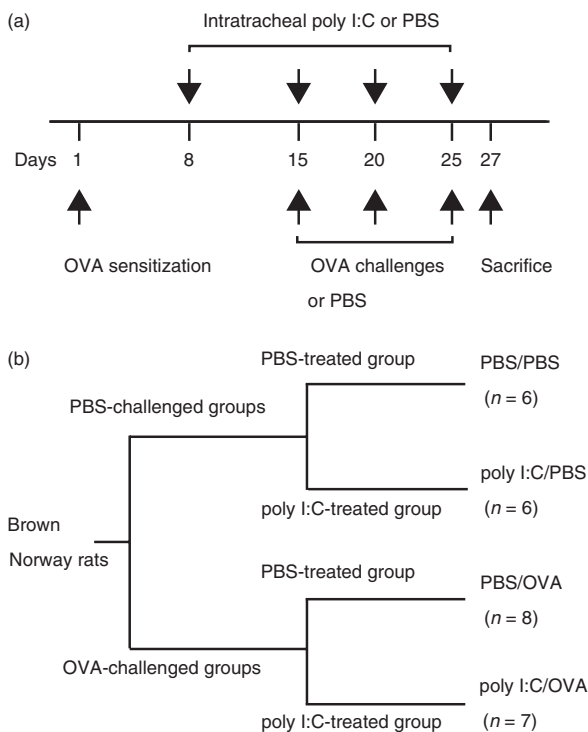 (a)
Intratracheal poly I:C or PBS
Days 1 8 15 20 25 27
OVA sensitization OVA challenges Sacrifice
or PBS
(b)
PBS-treated group PBS/PBS
(n = 6)
PBS-challenged groups
poly I:C/PBS
poly I:C-treated group (n = 6)
Brown
Norway rats
PBS-treated group PBS/OVA
(n = 8)
OVA-challenged groups
poly I:C/OVA
poly I:C-treated group (n = 7)